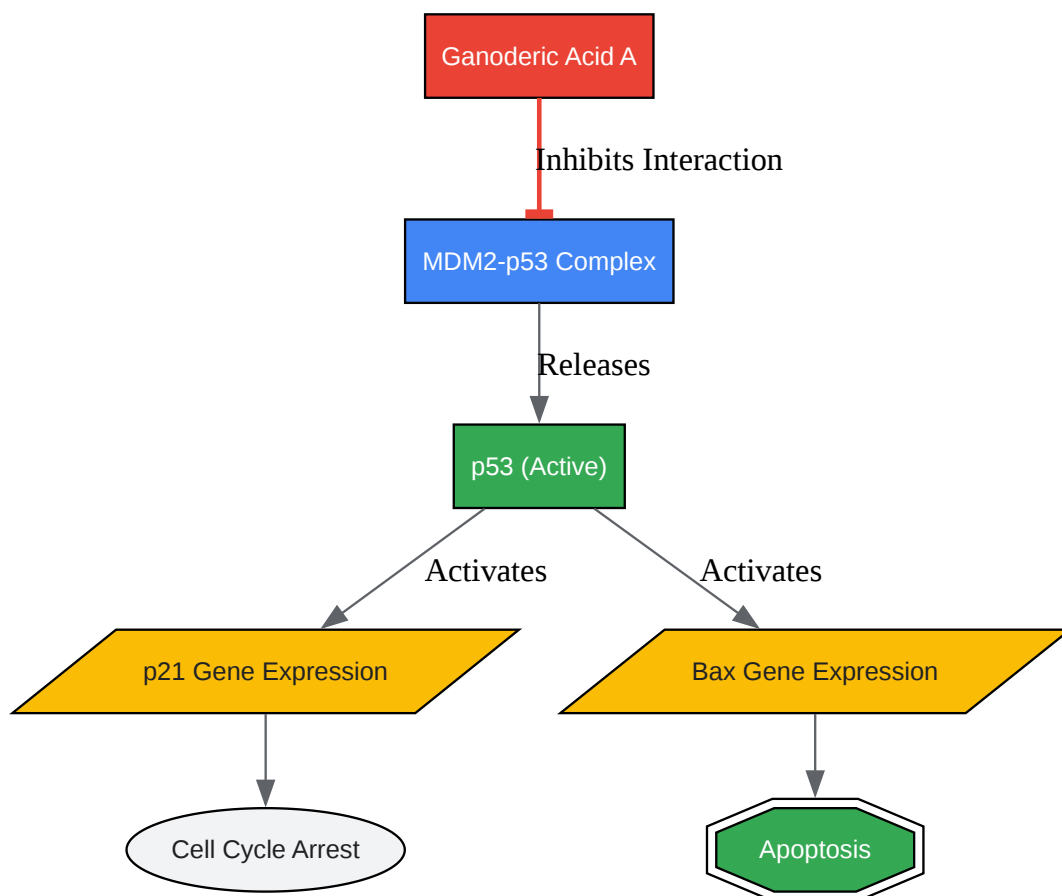 Ganoderic Acid A
Inhibits Interaction
MDM2-p53 Complex
Releases
p53 (Active)
Activates
Activates
p21 Gene Expression
Bax Gene Expression
Cell Cycle Arrest
Apoptosis